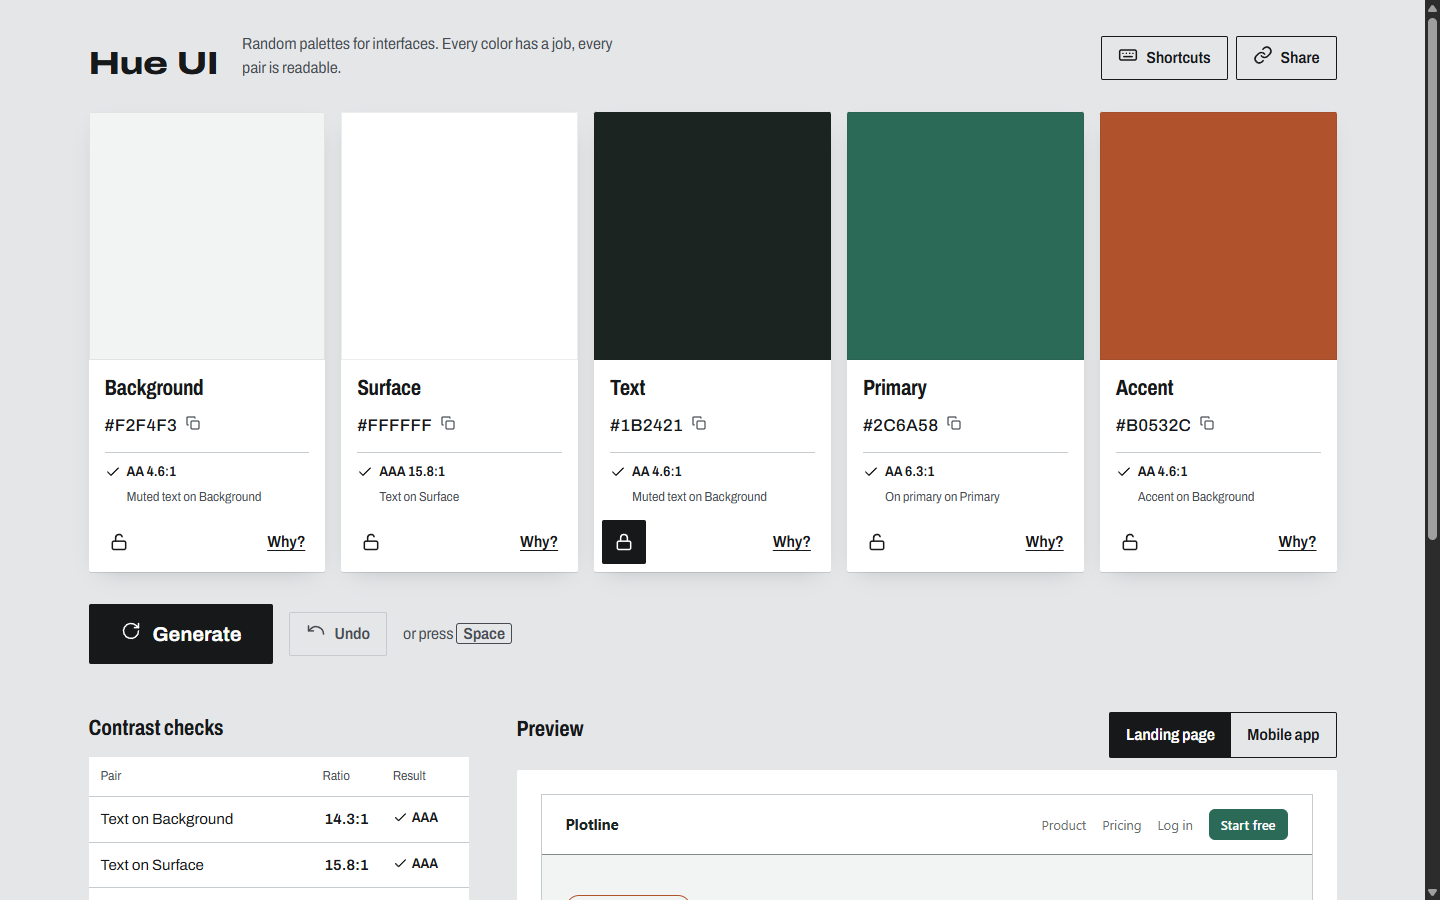 Hue UI
Random palettes for interfaces. Every color has a job, every
pair is readable.
Shortcuts
Share
Background
#F2F4F3
AA 4.6:1
Muted text on Background
Why?
Surface
#FFFFFF
AAA 15.8:1
Text on Surface
Why?
Text
#1B2421
AA 4.6:1
Muted text on Background
Why?
Primary
#2C6A58
AA 6.3:1
On primary on Primary
Why?
Accent
#B0532C
AA 4.6:1
Accent on Background
Why?
Generate
Undo
or press Space
Contrast checks
Pair Ratio Result
Text on Background 14.3:1 AAA
Text on Surface 15.8:1 AAA
Preview
Landing page
Mobile app
Plotline
Product
Pricing
Log in
Start free